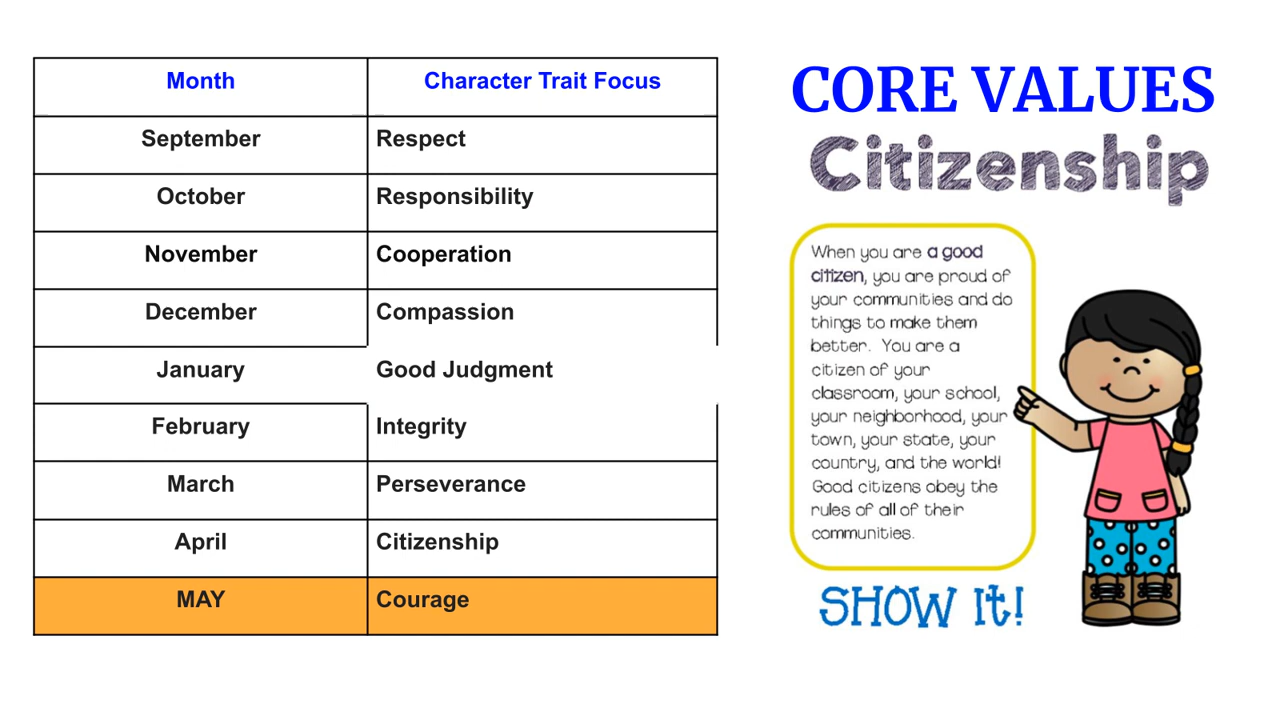 Month Character Trait Focus
September Respect
October Responsibility
November Cooperation
December Compassion
January Good Judgment
February Integrity
March Perseverance
April Citizenship
MAY Courage
CORE VALUES
Citizenship
When you are a good
citizen, you are proud of
your communities and do
things to make them
better. You are a
citizen of your
classroom, your school,
your neighborhood, your
town, your state, your
country, and the world!
Good citizens obey the
rules of all of their
communities.
SHOW It!